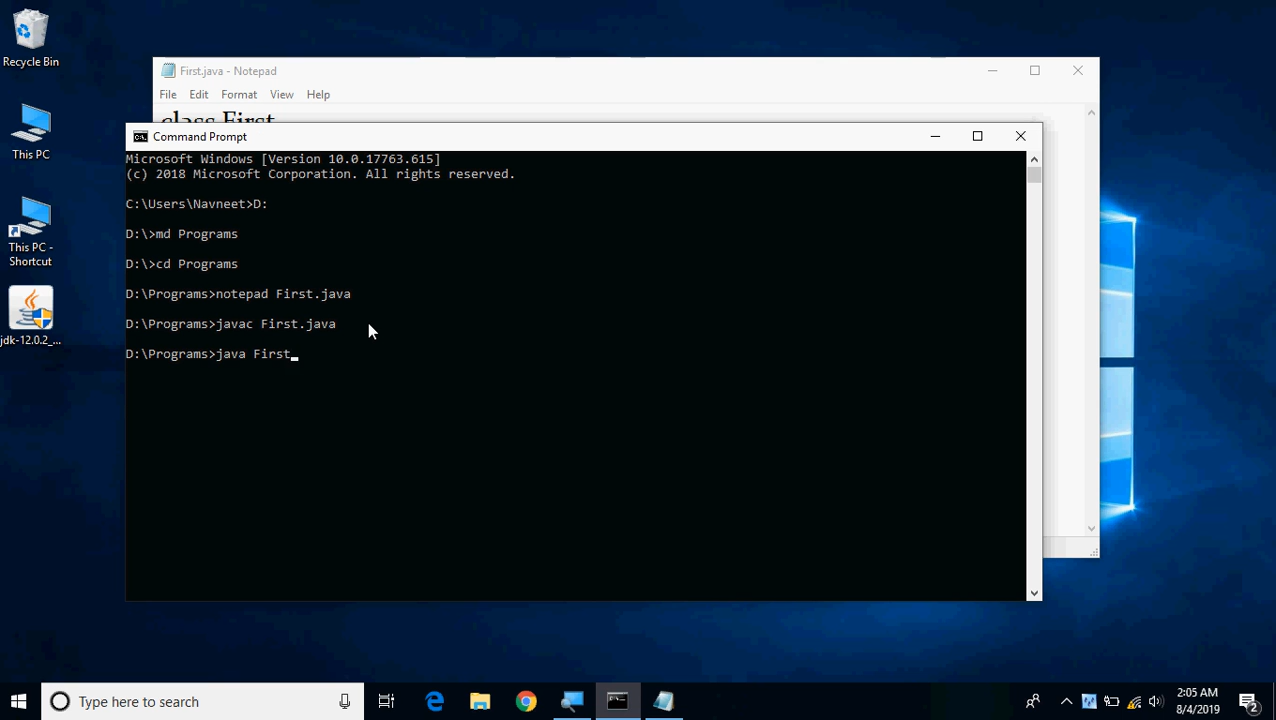 Recycle Bin
This PC
This PC -
Shortcut
jdk-12.0.2_...
First.java - Notepad
File Edit Format View Help
class First
Command Prompt
Microsoft Windows [Version 10.0.17763.615]
(c) 2018 Microsoft Corporation. All rights reserved.
C:\Users\Navneet>D:
D:\>md Programs
D:\>cd Programs
D:\Programs>notepad First.java
D:\Programs>javac First.java
D:\Programs>java First
Type here to search
2:05 AM
8/4/2019
2